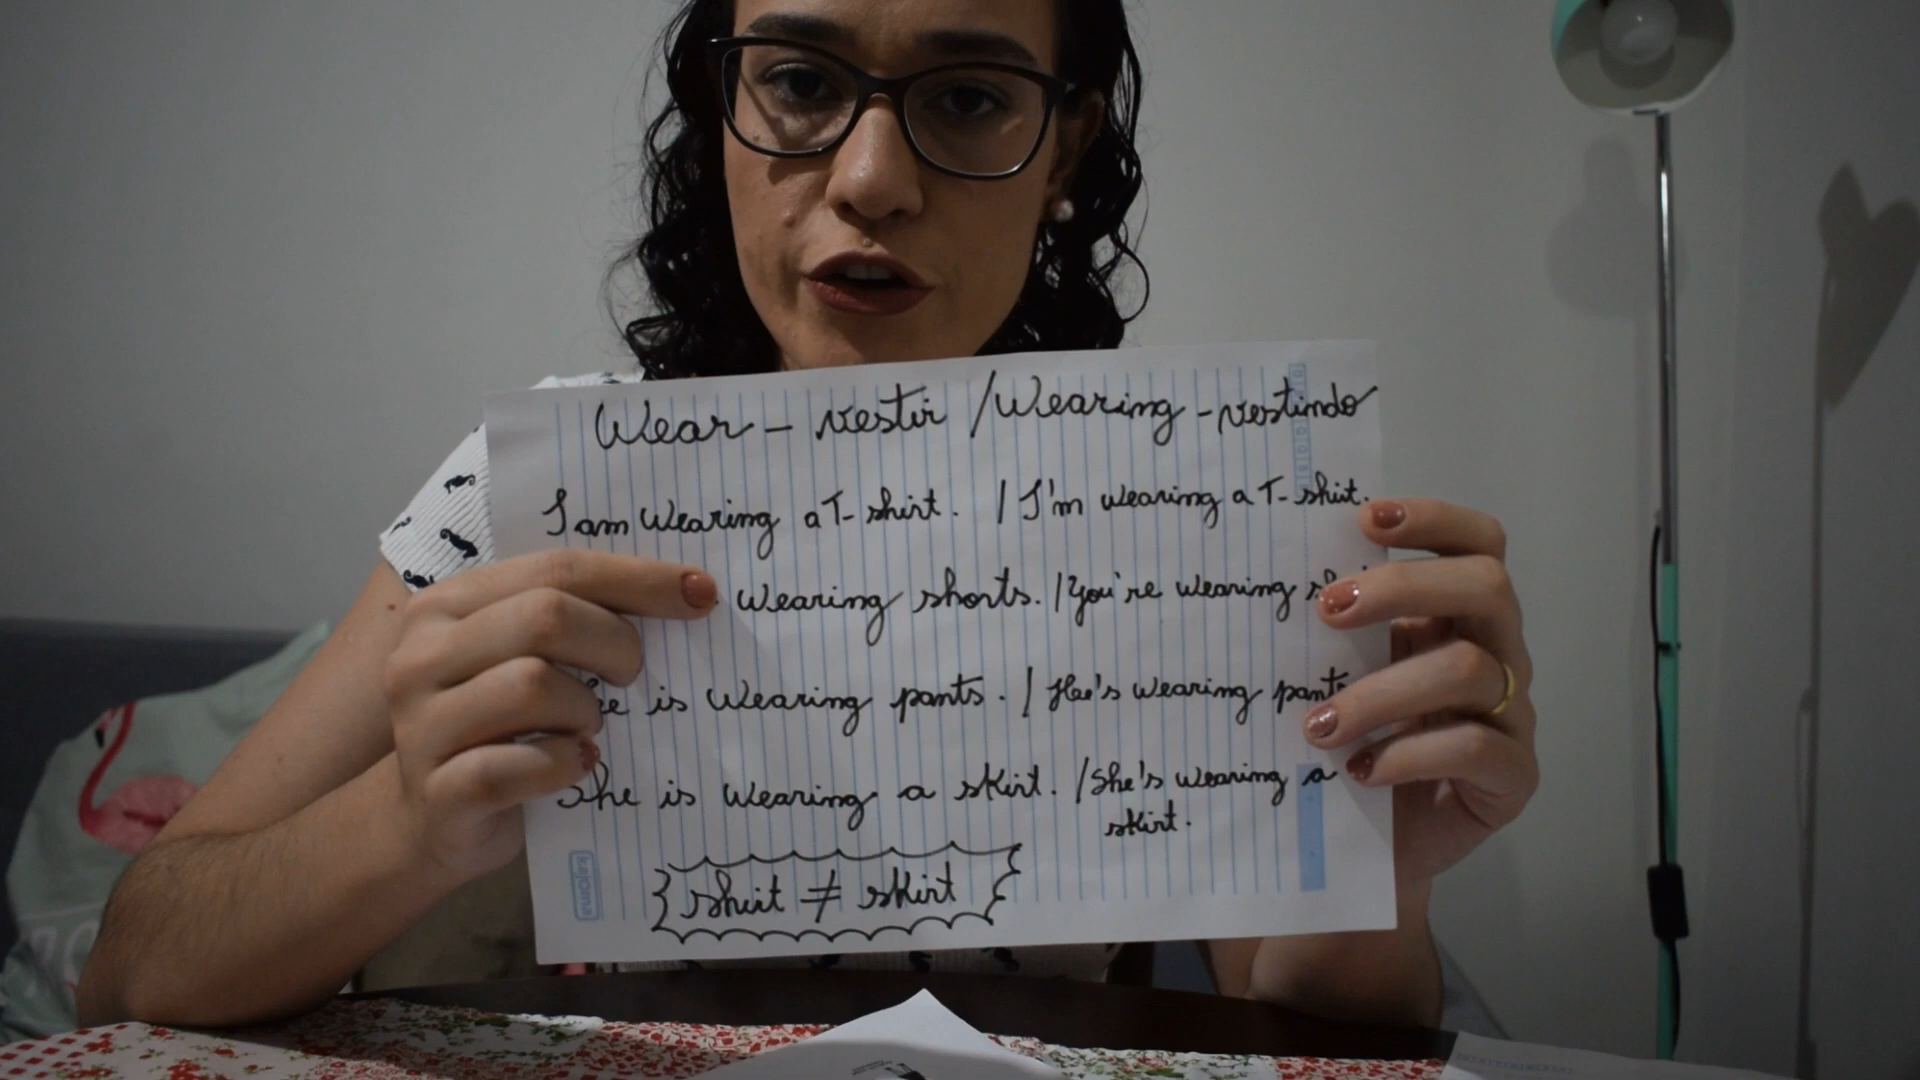 Wear - vestir / Wearing - vestindo
I am Wearing a T-shirt. / I'm wearing a T-shirt.
Wearing shorts. / You're wearing
is Wearing pants. / He's wearing pants
She is Wearing a skirt. / She's wearing a
skirt.
shirt ≠ skirt
kajoma